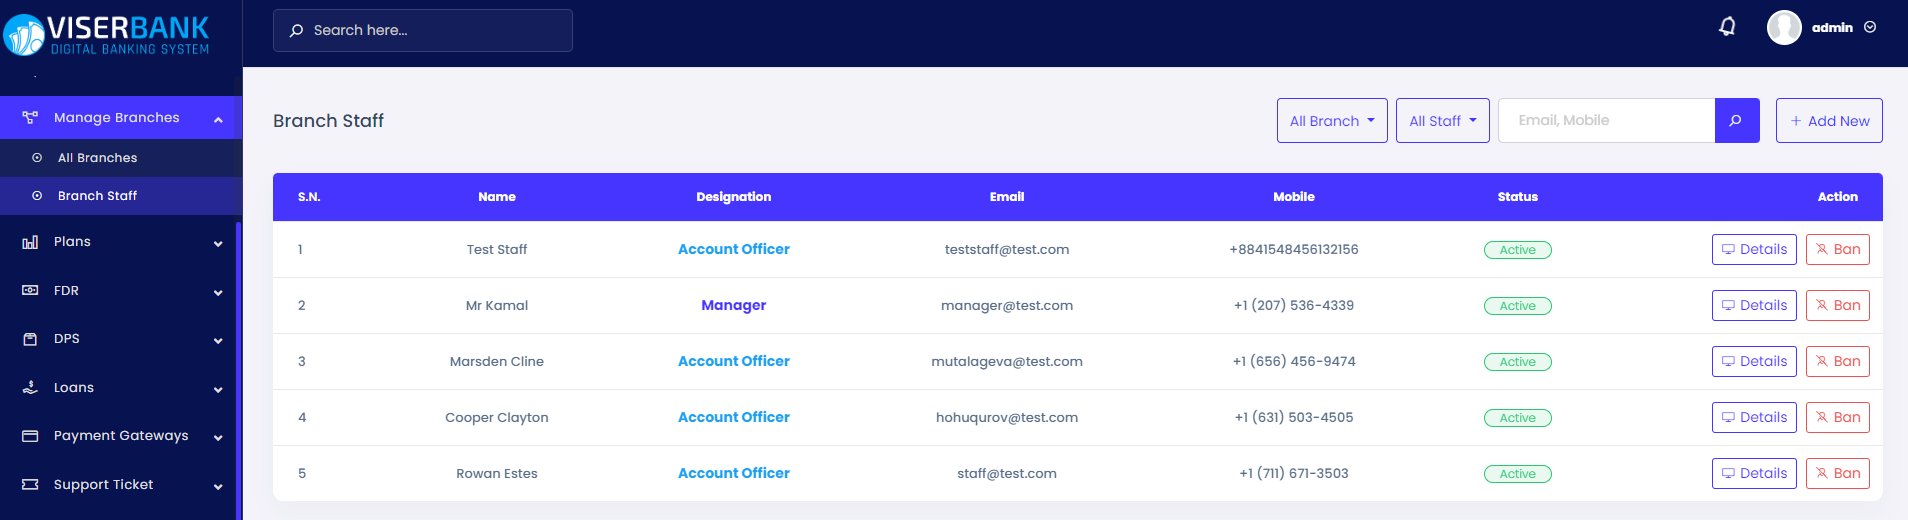 VISERBANK
DIGITAL BANKING SYSTEM
Search here...
admin
Manage Branches
All Branches
Branch Staff
Plans
FDR
DPS
Loans
Payment Gateways
Support Ticket
Branch Staff
All Branch
All Staff
Email, Mobile
+ Add New
S.N. Name Designation Email Mobile Status Action
1 Test Staff Account Officer teststaff@test.com +8841548456132156 Active Details Ban
2 Mr Kamal Manager manager@test.com +1 (207) 536-4339 Active Details Ban
3 Marsden Cline Account Officer mutalageva@test.com +1 (656) 456-9474 Active Details Ban
4 Cooper Clayton Account Officer hohuqurov@test.com +1 (631) 503-4505 Active Details Ban
5 Rowan Estes Account Officer staff@test.com +1 (711) 671-3503 Active Details Ban